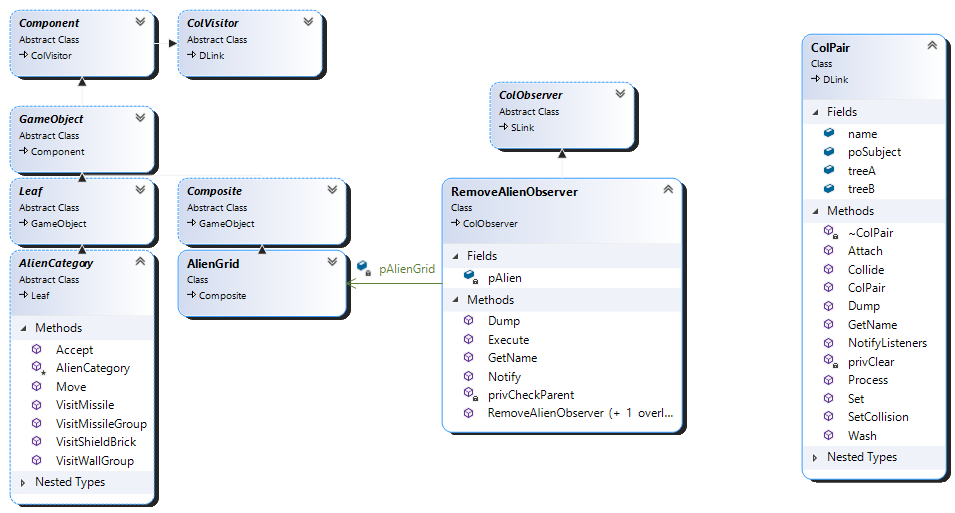 Component
Abstract Class
ColVisitor
ColVisitor
Abstract Class
DLink
GameObject
Abstract Class
Component
Leaf
Abstract Class
GameObject
Composite
Abstract Class
GameObject
AlienCategory
Abstract Class
Leaf
Methods
Accept
AlienCategory
Move
VisitMissile
VisitMissileGroup
VisitShieldBrick
VisitWallGroup
Nested Types
AlienGrid
Class
Composite
pAlienGrid
ColObserver
Abstract Class
SLink
RemoveAlienObserver
Class
ColObserver
Fields
pAlien
Methods
Dump
Execute
GetName
Notify
privCheckParent
RemoveAlienObserver (+ 1 overl...
ColPair
Class
DLink
Fields
name
poSubject
treeA
treeB
Methods
~ColPair
Attach
Collide
ColPair
Dump
GetName
NotifyListeners
privClear
Process
Set
SetCollision
Wash
Nested Types